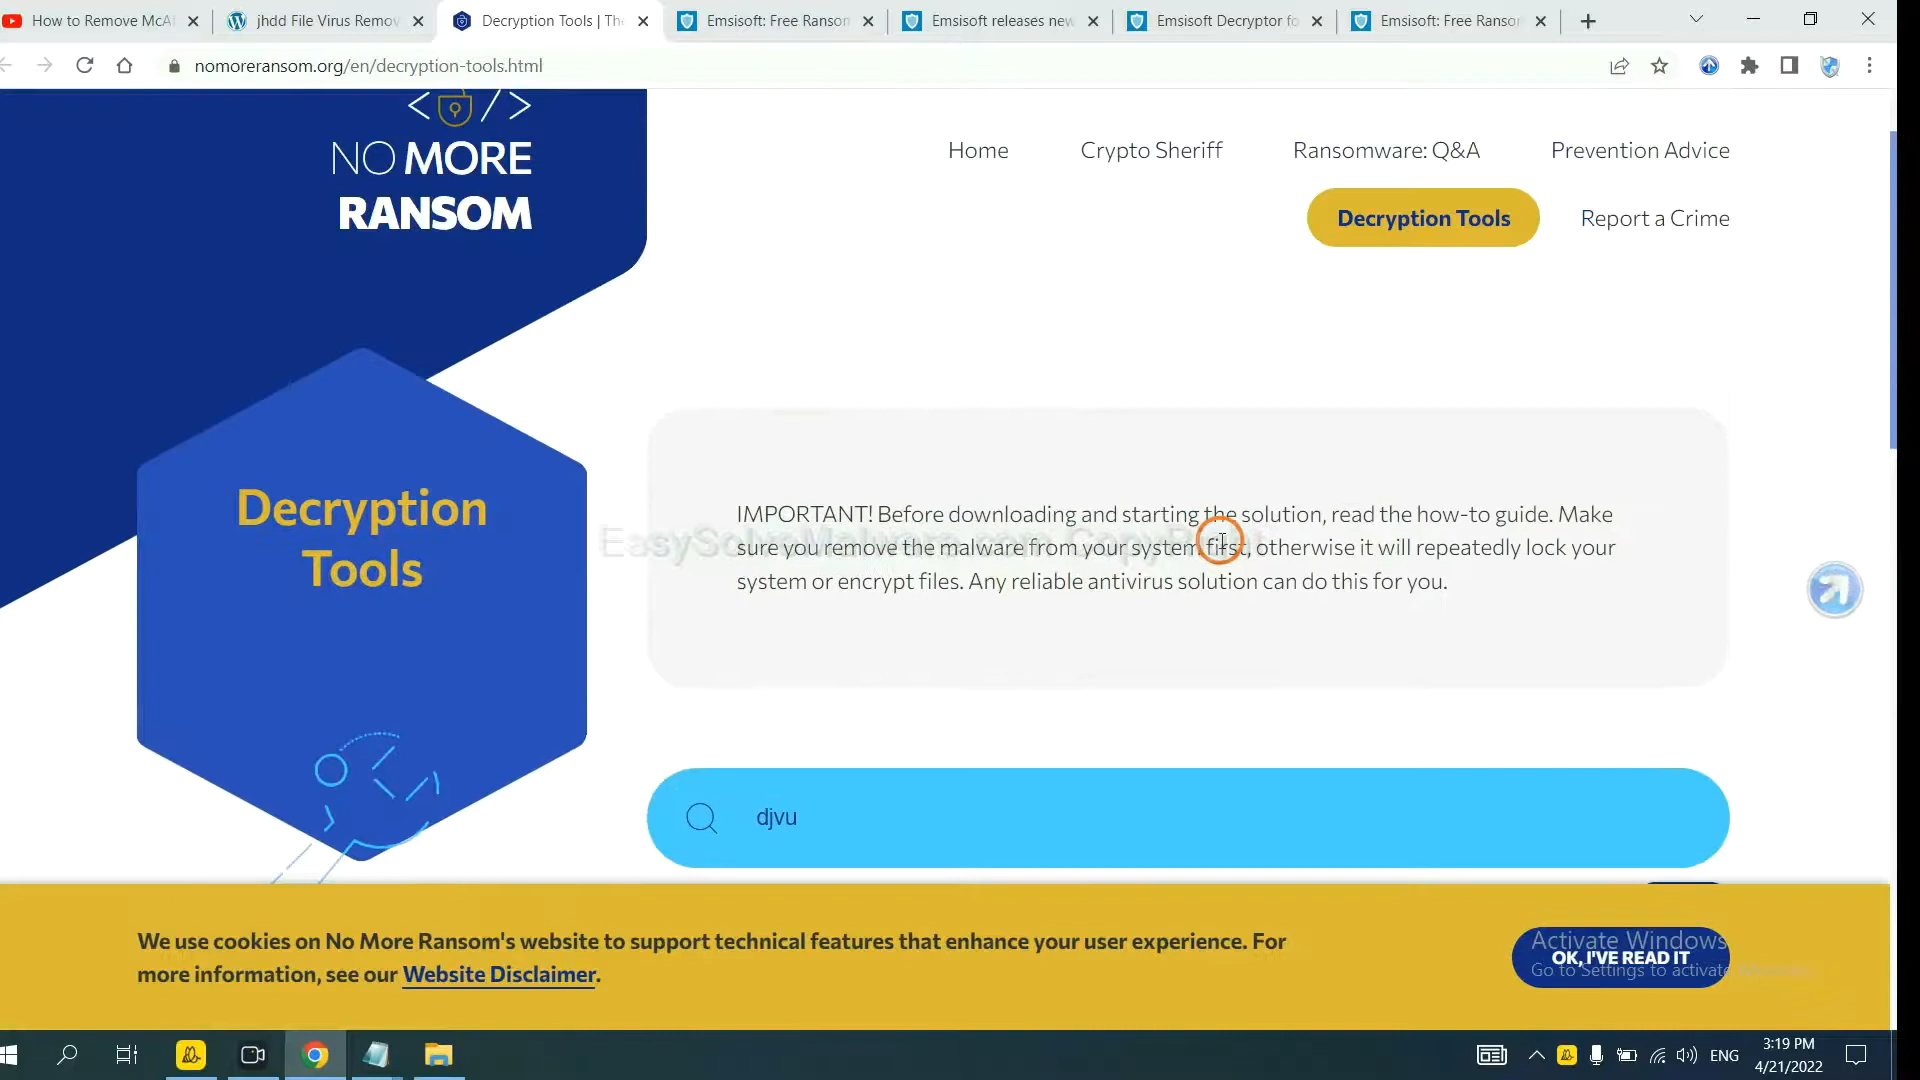 How to Remove McA
jhdd File Virus Remov
Decryption Tools | The
Emsisoft: Free Ransom
Emsisoft releases new
Emsisoft Decryptor fo
Emsisoft: Free Ransom
nomoreransom.org/en/decryption-tools.html
NO MORE
RANSOM
Home
Crypto Sheriff
Ransomware: Q&A
Prevention Advice
Decryption Tools
Report a Crime
Decryption
Tools
IMPORTANT! Before downloading and starting the solution, read the how-to guide. Make
sure you remove the malware from your system first, otherwise it will repeatedly lock your
system or encrypt files. Any reliable antivirus solution can do this for you.
EasySolveMalware.com CopyRight
djvu
We use cookies on No More Ransom's website to support technical features that enhance your user experience. For
more information, see our Website Disclaimer.
OK, I'VE READ IT
Activate Windows
Go to Settings to activate Windows.
ENG
3:19 PM
4/21/2022